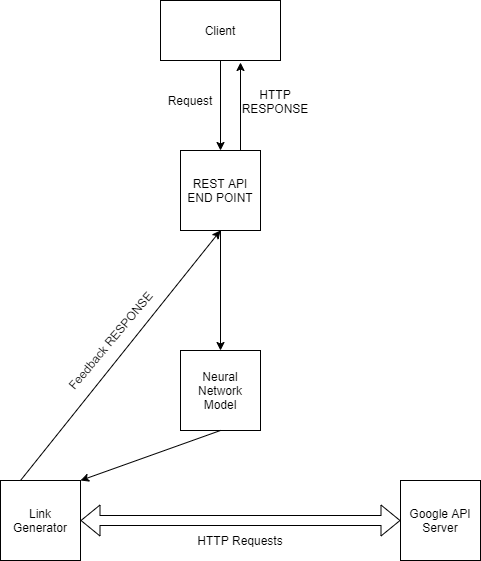 Client
Request
HTTP
RESPONSE
REST API
END POINT
Feedback RESPONSE
Neural
Network
Model
Link
Generator
HTTP Requests
Google API
Server